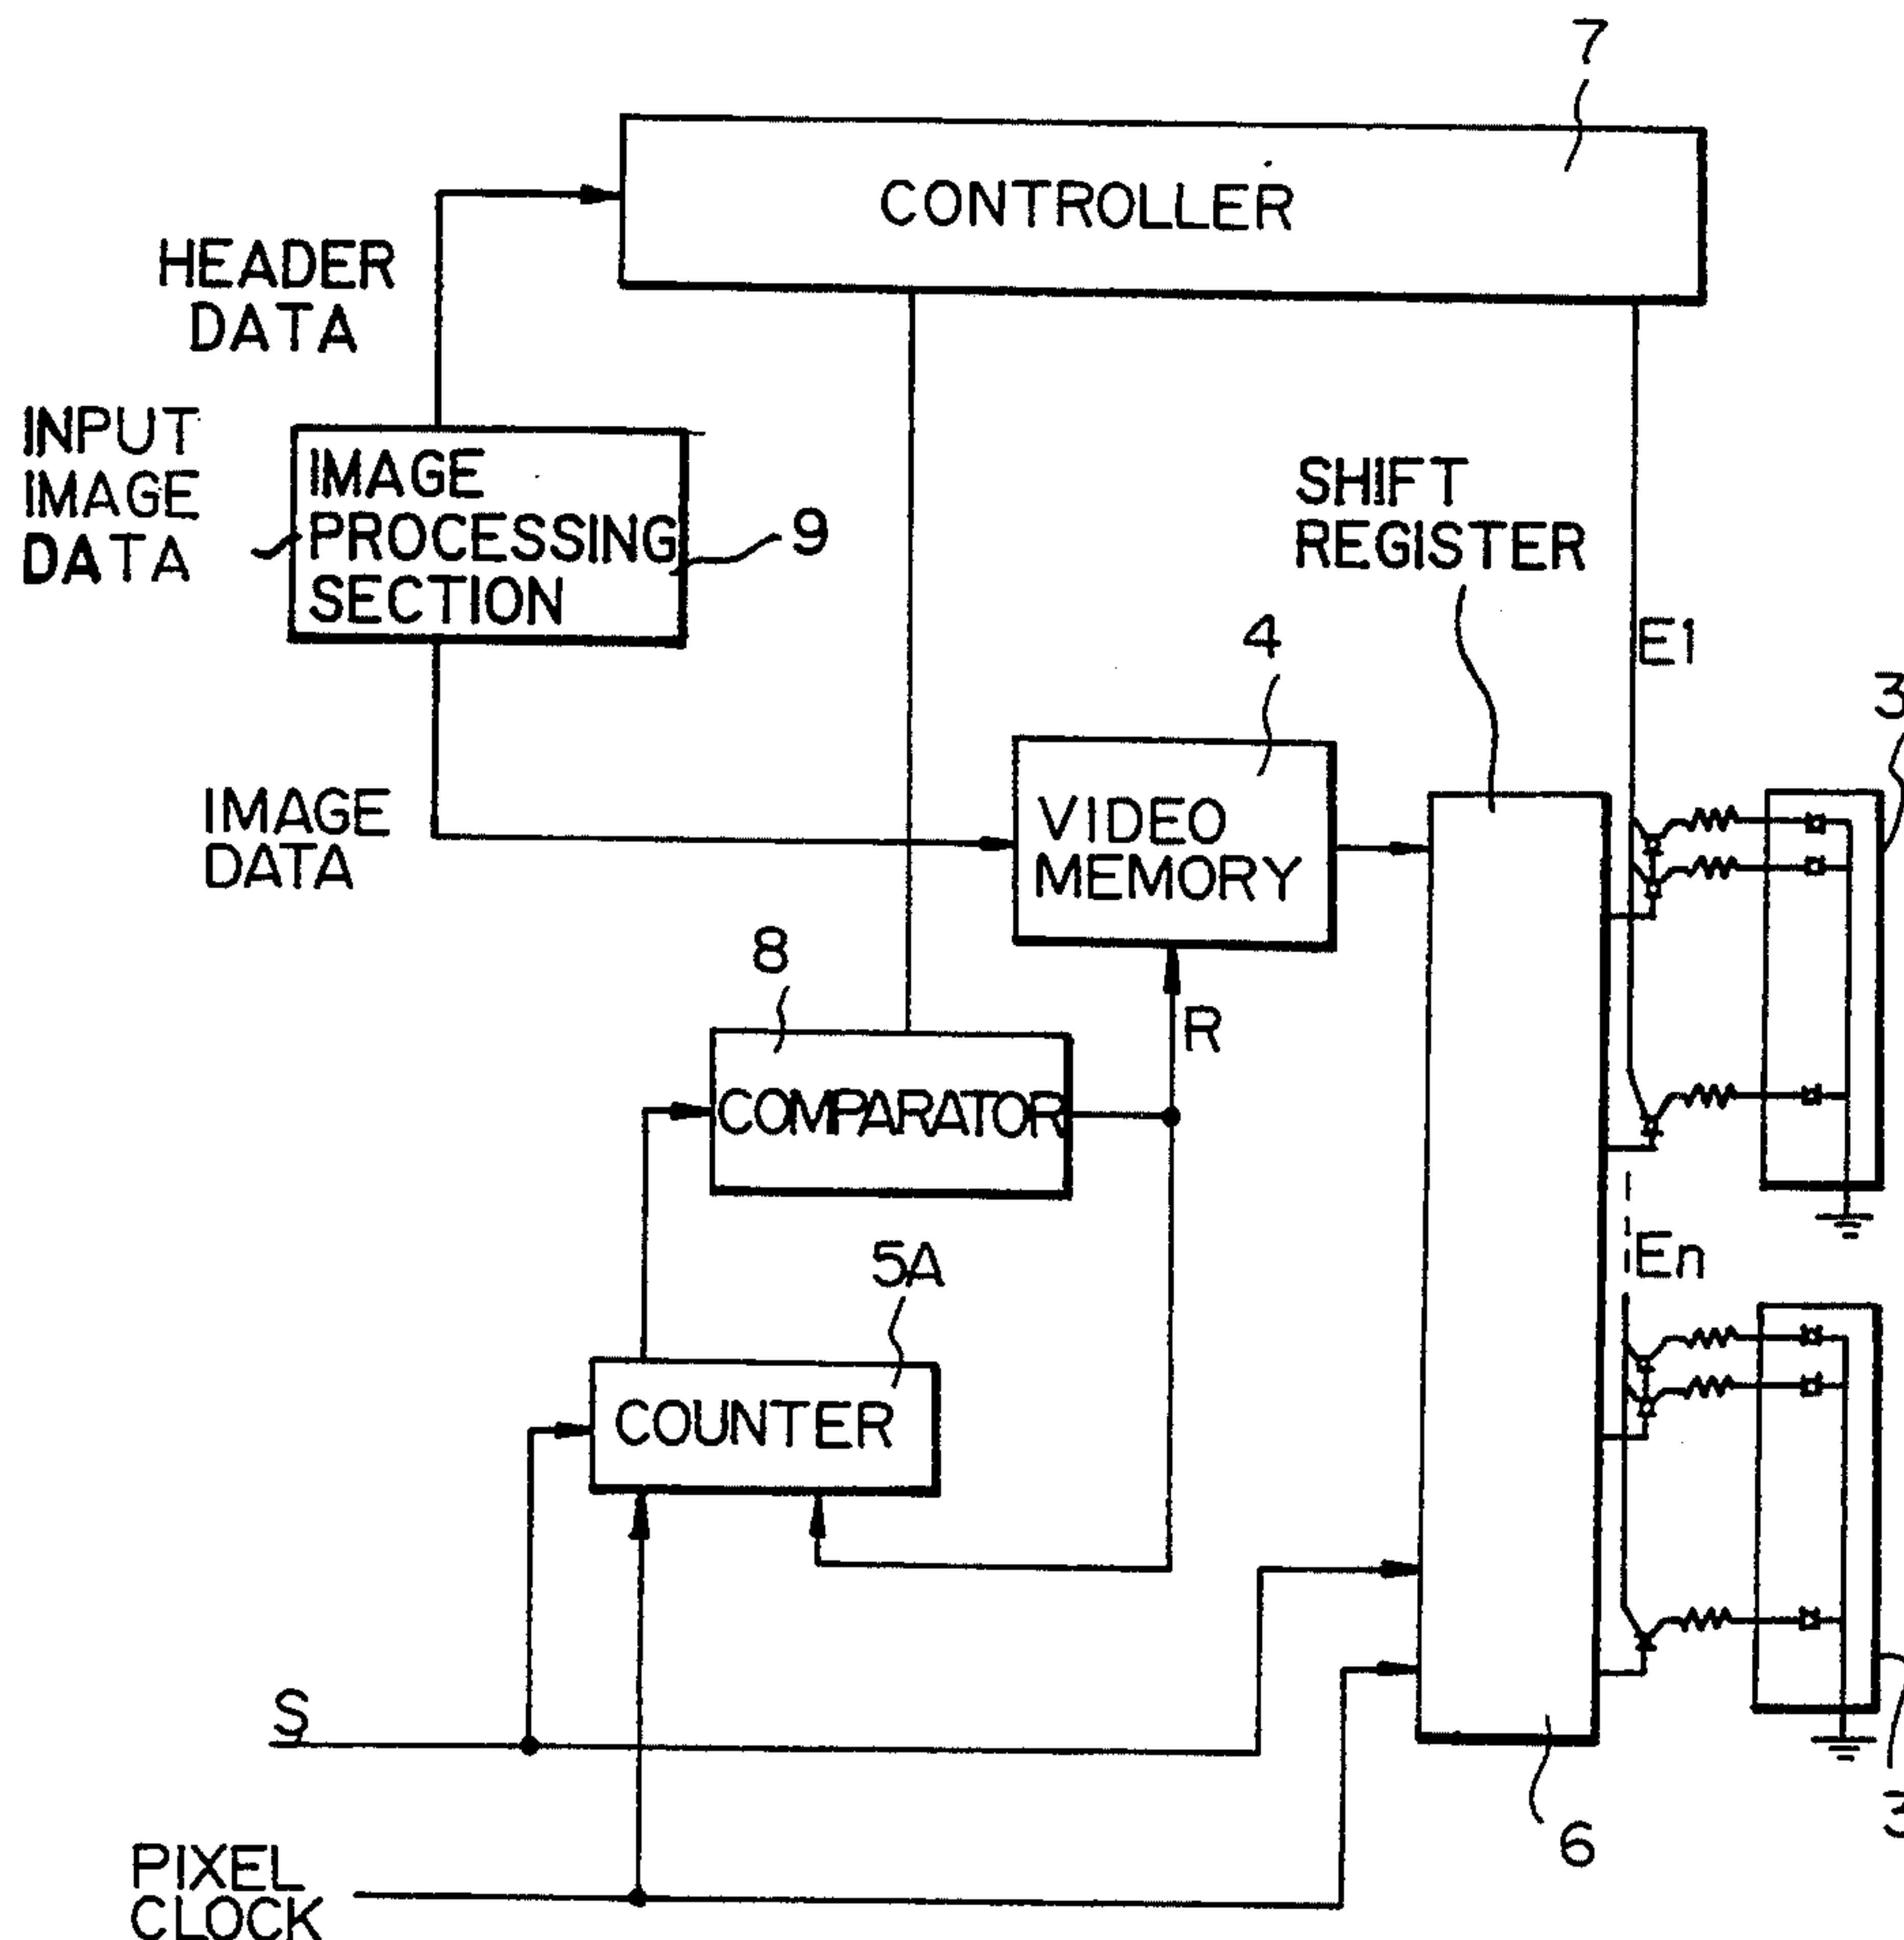 7
CONTROLLER
HEADER
DATA
INPUT
IMAGE
DATA
IMAGE
PROCESSING
SECTION
9
SHIFT
REGISTER
4
E1
3
IMAGE
DATA
VIDEO
MEMORY
8
R
COMPARATOR
5A
En
COUNTER
S
6
3
PIXEL
CLOCK